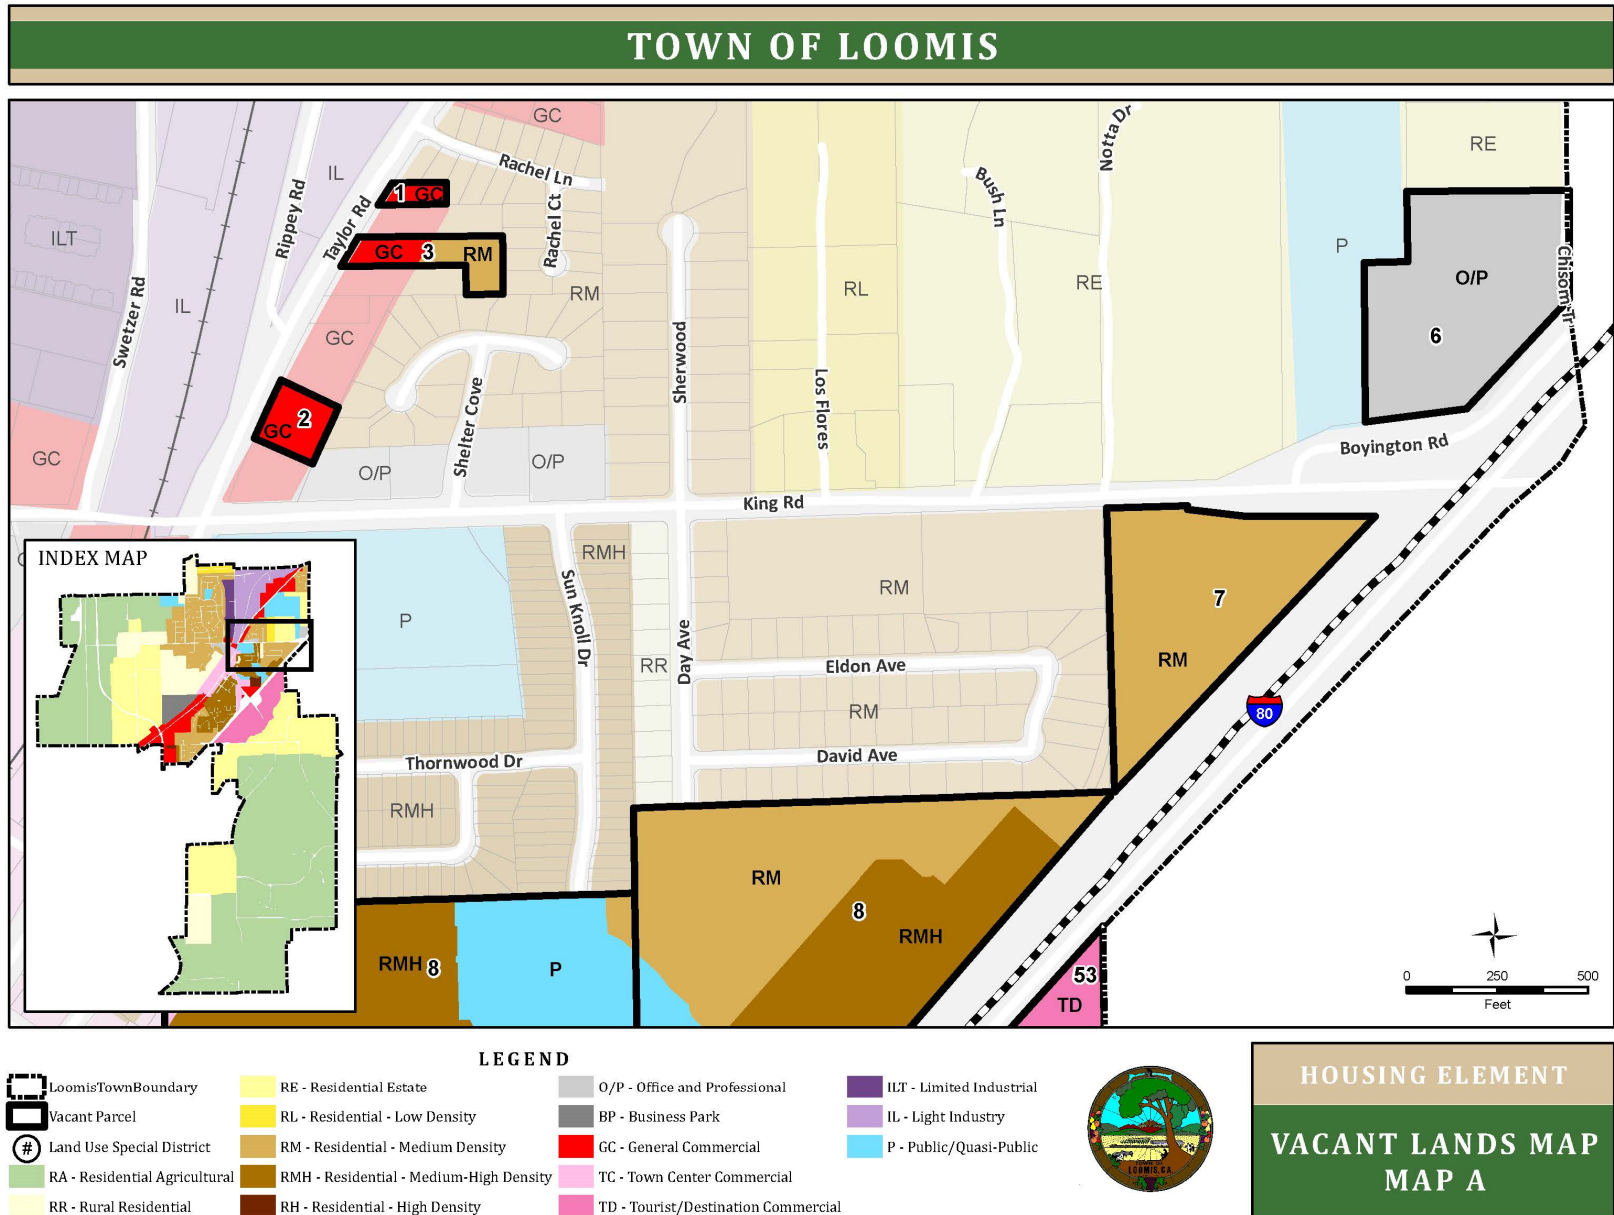 TOWN OF LOOMIS
GC
Notta Dr
Rachel Ln
RE
IL
Bush Ln
1 GC
Rippey Rd
Taylor Rd
Rachel Ct
ILT
P
GC 3 RM
O/P
Chisom Tr
Swetzer Rd
IL
RM
RL
RE
6
GC
Sherwood
Los Flores
Shelter Cove
2
GC
GC
O/P
O/P
Boyington Rd
King Rd
INDEX MAP
RMH
RM
7
Sun Knoll Dr
P
Day Ave
RR
Eldon Ave
RM
RM
80
David Ave
Thornwood Dr
RMH
RM
8
RMH
RMH 8
P
53
TD
0 250 500
Feet
LEGEND
LoomisTownBoundary
Vacant Parcel
# Land Use Special District
RA - Residential Agricultural
RR - Rural Residential
RE - Residential Estate
RL - Residential - Low Density
RM - Residential - Medium Density
RMH - Residential - Medium-High Density
RH - Residential - High Density
O/P - Office and Professional
BP - Business Park
GC - General Commercial
TC - Town Center Commercial
TD - Tourist/Destination Commercial
ILT - Limited Industrial
IL - Light Industry
P - Public/Quasi-Public
LOOMIS, CA
HOUSING ELEMENT
VACANT LANDS MAP
MAP A